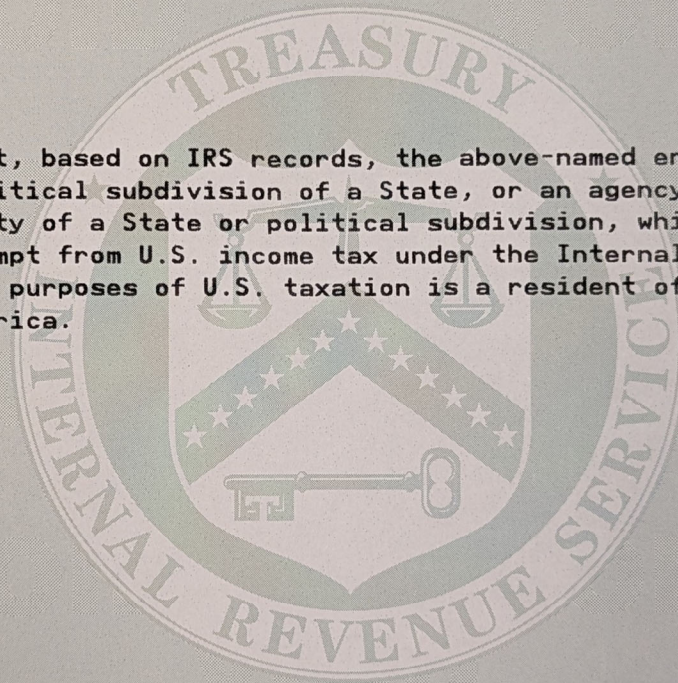 TREASURY
t, based on IRS records, the above-named en
itical subdivision of a State, or an agency
ty of a State or political subdivision, whi
mpt from U.S. income tax under the Internal
purposes of U.S. taxation is a resident of
rica.
INTERNAL REVENUE SERVICE